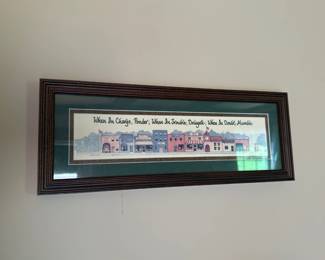 When In Charge, Ponder; When In Trouble, Delegate; When In Doubt, Mumble.